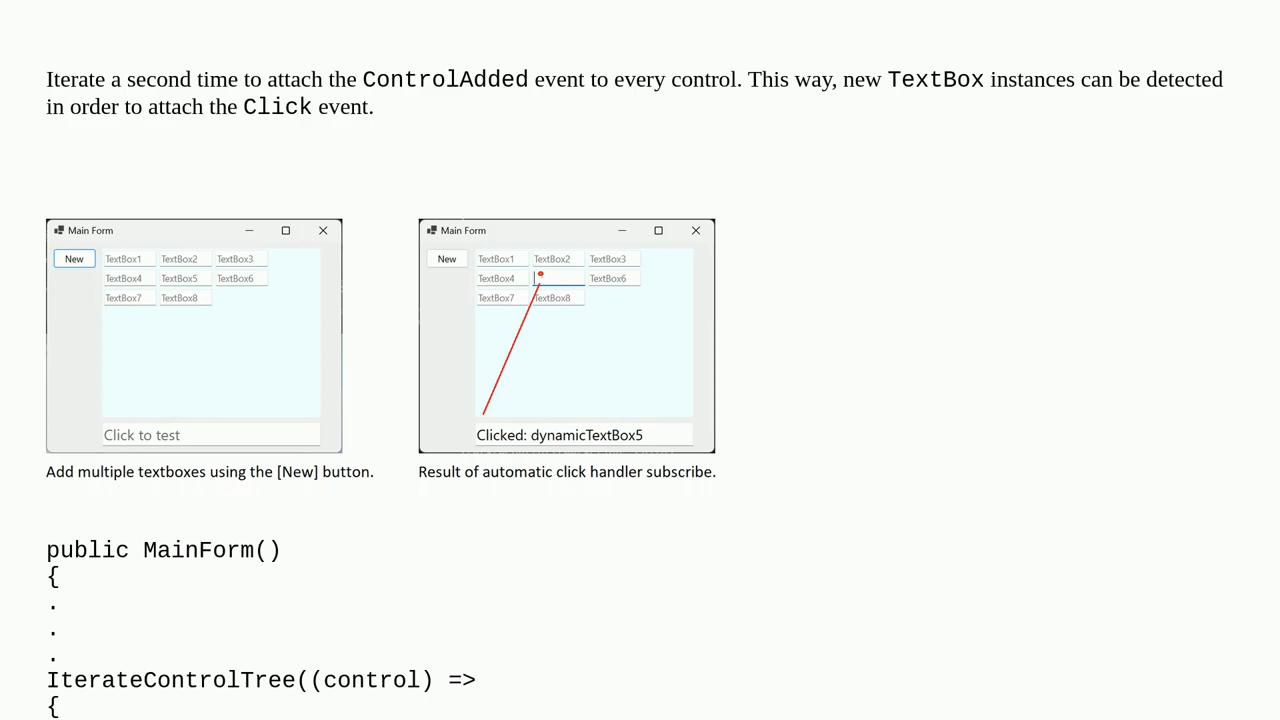 Iterate a second time to attach the ControlAdded event to every control. This way, new TextBox instances can be detected
in order to attach the Click event.
Main Form
New
TextBox1 TextBox2 TextBox3
TextBox4 TextBox5 TextBox6
TextBox7 TextBox8
Click to test
Add multiple textboxes using the [New] button.
Main Form
New
TextBox1 TextBox2 TextBox3
TextBox4 TextBox6
TextBox7 TextBox8
Clicked: dynamicTextBox5
Result of automatic click handler subscribe.
public MainForm()
{
.
.
.
IterateControlTree((control) =>
{